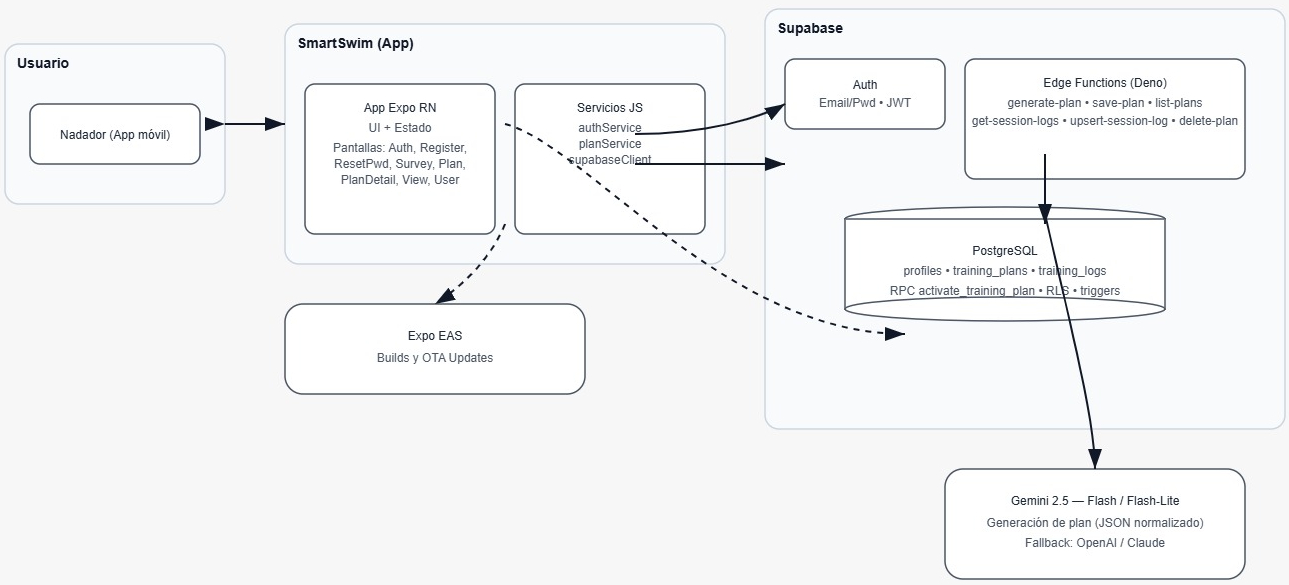 Usuario
Nadador (App móvil)
SmartSwim (App)
App Expo RN
UI + Estado
Pantallas: Auth, Register,
ResetPwd, Survey, Plan,
PlanDetail, View, User
Servicios JS
authService
planService
supabaseClient
Expo EAS
Builds y OTA Updates
Supabase
Auth
Email/Pwd • JWT
Edge Functions (Deno)
generate-plan • save-plan • list-plans
get-session-logs • upsert-session-log • delete-plan
PostgreSQL
profiles • training_plans • training_logs
RPC activate_training_plan • RLS • triggers
Gemini 2.5 — Flash / Flash-Lite
Generación de plan (JSON normalizado)
Fallback: OpenAI / Claude